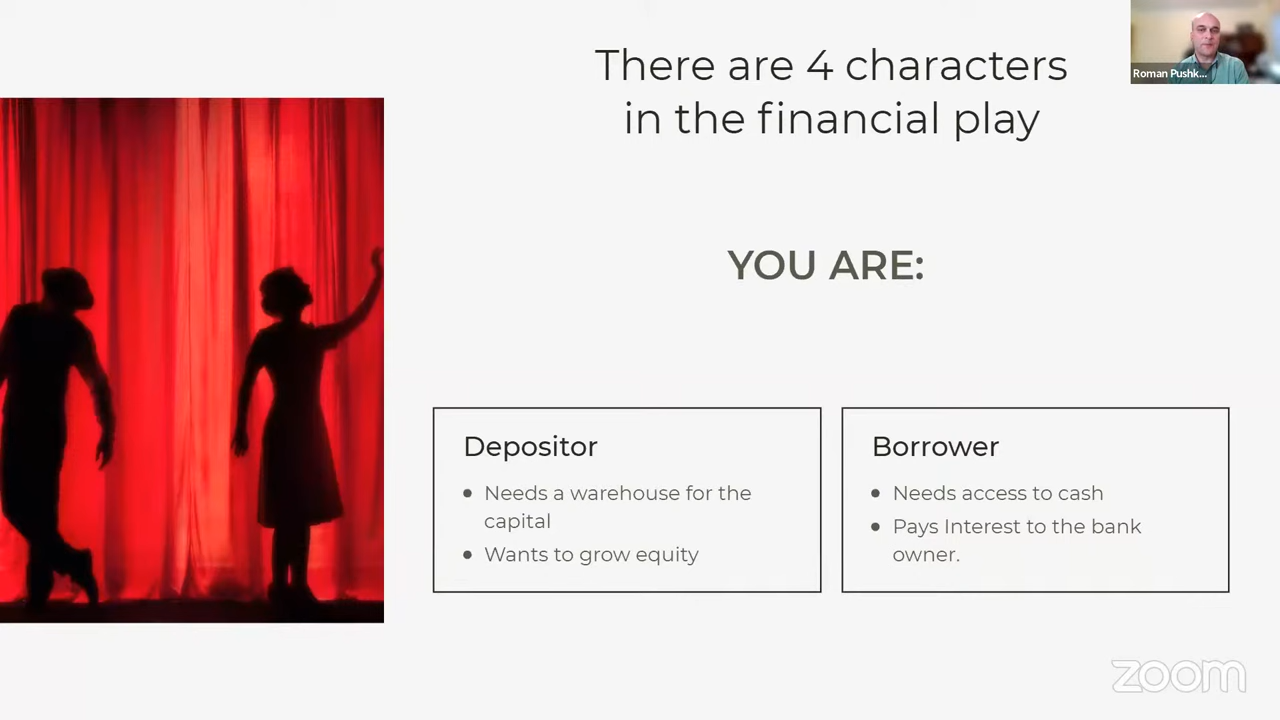 There are 4 characters
in the financial play
Roman Pushk...
YOU ARE:
Depositor
Needs a warehouse for the
capital
Wants to grow equity
Borrower
Needs access to cash
Pays Interest to the bank
owner.
zoom